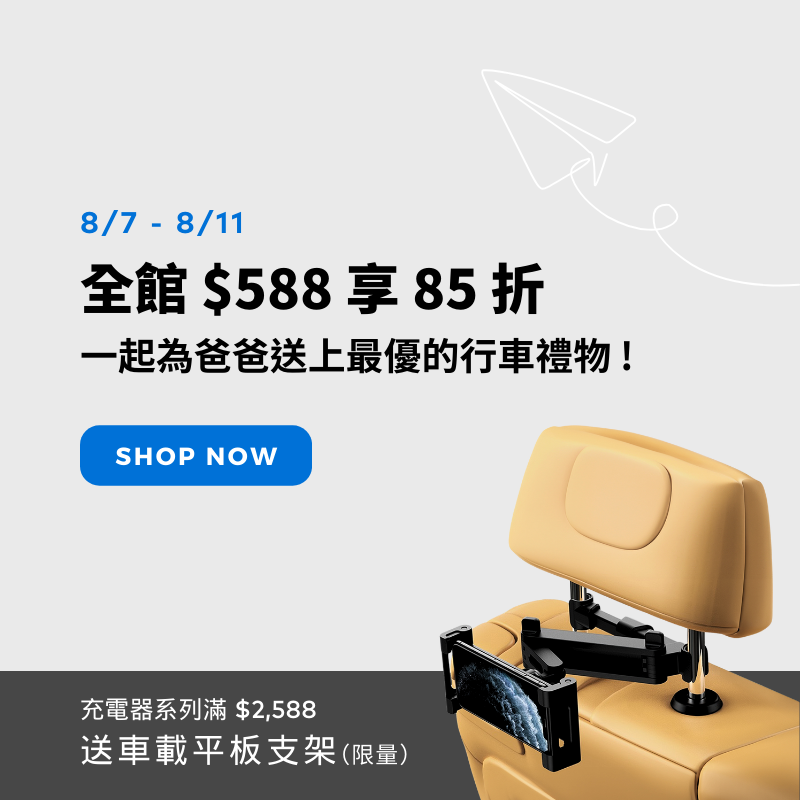 8/7 - 8/11
全館 $588 享 85 折
一起為爸爸送上最優的行車禮物！
SHOP NOW
充電器系列滿 $2,588
送車載平板支架（限量）